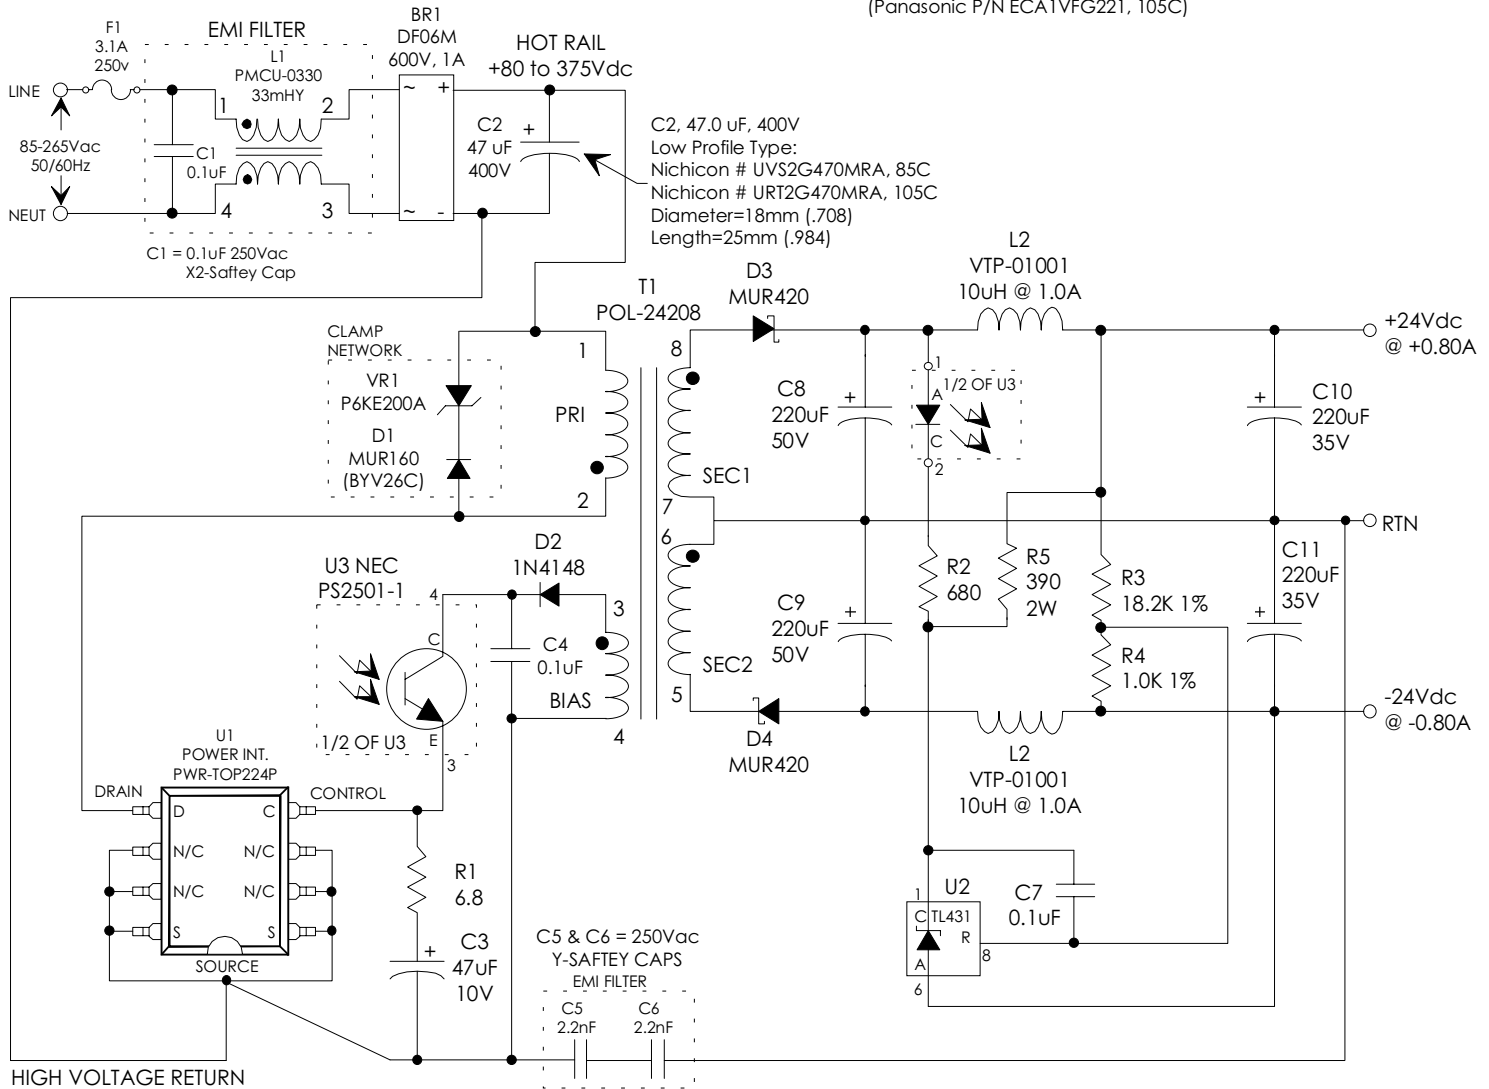 (Panasonic P/N ECA1VFG221, 105C)
F1
3.1A
250v
EMI FILTER
L1
PMCU-0330
33mHY
BR1
DF06M
600V, 1A
HOT RAIL
+80 to 375Vdc
LINE
1
2
~
+
85-265Vac
50/60Hz
C1
0.1uF
C2
47 uF
400V
+
C2, 47.0 uF, 400V
Low Profile Type:
Nichicon # UVS2G470MRA, 85C
Nichicon # URT2G470MRA, 105C
Diameter=18mm (.708)
Length=25mm (.984)
NEUT
4
3
~
-
C1 = 0.1uF 250Vac
X2-Saftey Cap
T1
POL-24208
D3
MUR420
L2
VTP-01001
10uH @ 1.0A
+24Vdc
@ +0.80A
CLAMP
NETWORK
VR1
P6KE200A
D1
MUR160
(BYV26C)
1
PRI
2
8
SEC1
7
C8
220uF
50V
+
1
1/2 OF U3
A
C
2
+
C10
220uF
35V
RTN
U3 NEC
PS2501-1
4
C
1/2 OF U3
E
3
D2
1N4148
C4
0.1uF
3
BIAS
4
6
SEC2
5
C9
220uF
50V
+
R2
680
R5
390
2W
R3
18.2K 1%
R4
1.0K 1%
C11
220uF
35V
+
D4
MUR420
L2
VTP-01001
10uH @ 1.0A
-24Vdc
@ -0.80A
U1
POWER INT.
PWR-TOP224P
DRAIN
CONTROL
D
C
N/C
N/C
N/C
N/C
S
S
SOURCE
R1
6.8
+
C3
47uF
10V
C5 & C6 = 250Vac
Y-SAFTEY CAPS
EMI FILTER
C5
2.2nF
C6
2.2nF
1
U2
C
TL431
R
8
A
6
C7
0.1uF
HIGH VOLTAGE RETURN